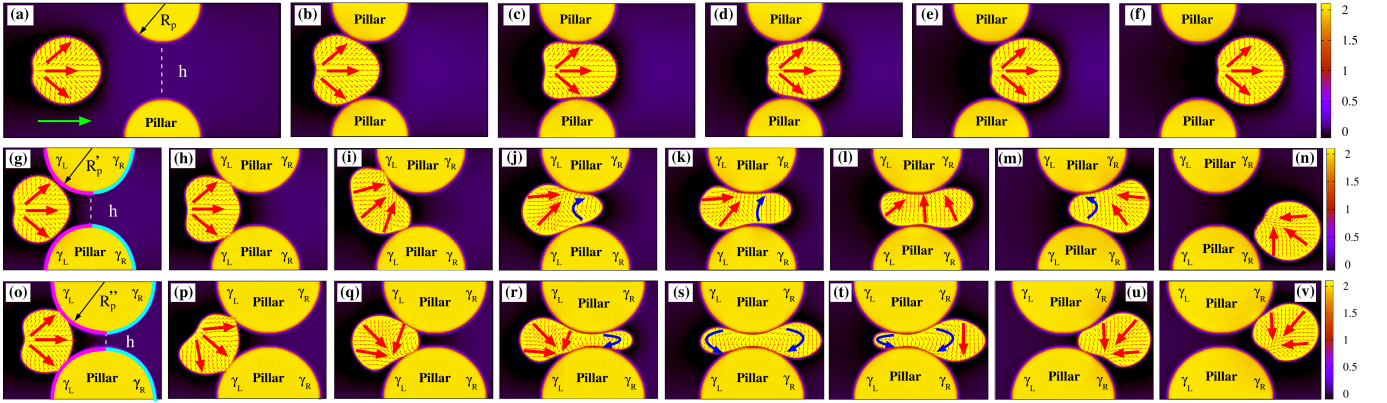 (a) R_p Pillar (b) Pillar (c) Pillar (d) Pillar (e) Pillar (f) Pillar 2
1.5
h 1
0.5
Pillar Pillar Pillar Pillar Pillar Pillar 0
(g) γ_L R_p' γ_R (h) γ_L Pillar γ_R (i) γ_L Pillar γ_R (j) γ_L Pillar γ_R (k) γ_L Pillar γ_R (l) γ_L Pillar γ_R (m) γ_L Pillar γ_R γ_L Pillar γ_R (n) 2
1.5
h 1
0.5
Pillar γ_L γ_R Pillar γ_L γ_R Pillar γ_L γ_R Pillar γ_L γ_R Pillar γ_L γ_R Pillar γ_L γ_R Pillar γ_L γ_R Pillar γ_L γ_R 0
(o) γ_L R_p'' γ_R (p) γ_L Pillar γ_R (q) γ_L Pillar γ_R (r) γ_L Pillar γ_R (s) γ_L Pillar γ_R (t) γ_L Pillar γ_R (u) γ_L Pillar γ_R γ_L Pillar γ_R (v) 2
1.5
h 1
0.5
Pillar γ_L γ_R Pillar γ_L γ_R Pillar γ_L γ_R Pillar γ_L γ_R Pillar γ_L γ_R Pillar γ_L γ_R Pillar γ_L γ_R Pillar γ_L γ_R 0